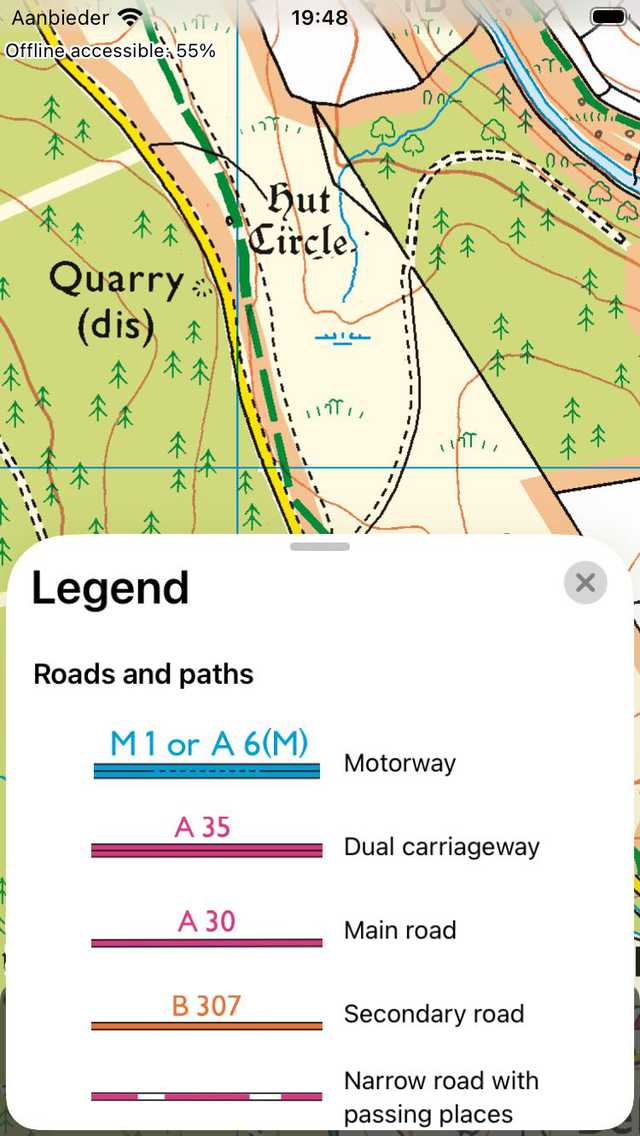 Aanbieder 19:48
Offline accessible: 55%
Hut
Circle
Quarry
(dis)
Legend
Roads and paths
M 1 or A 6(M)
Motorway
A 35
Dual carriageway
A 30
Main road
B 307
Secondary road
Narrow road with
passing places